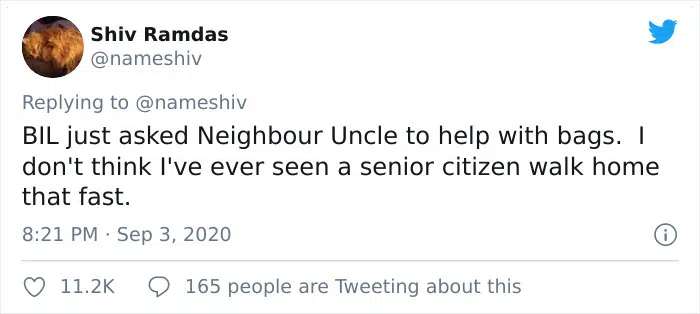 Shiv Ramdas
@nameshiv
Replying to @nameshiv
BIL just asked Neighbour Uncle to help with bags.  I
don't think I've ever seen a senior citizen walk home
that fast.
8:21 PM · Sep 3, 2020
11.2K 165 people are Tweeting about this